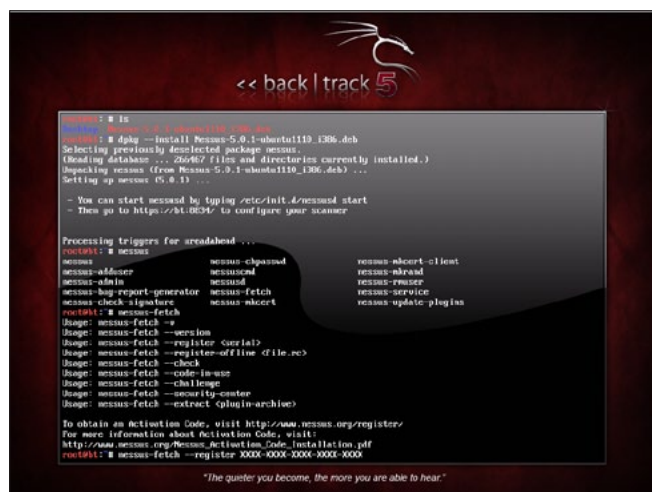 << back | track 5
root@bt:~# ls
Desktop Nessus-5.0.1-ubuntu1110_i386.deb
root@bt:~# dpkg --install Nessus-5.0.1-ubuntu1110_i386.deb
Selecting previously deselected package nessus.
(Reading database ... 266467 files and directories currently installed.)
Unpacking nessus (from Nessus-5.0.1-ubuntu1110_i386.deb) ...
Setting up nessus (5.0.1) ...
- You can start nessusd by typing /etc/init.d/nessusd start
- Then go to https://bt:8834/ to configure your scanner
Processing triggers for ureadahead ...
root@bt:~# nessus
nessus nessus-chpasswd nessus-mkcert-client
nessus-adduser nessuscmd nessus-mkrand
nessus-admin nessusd nessus-rmuser
nessus-bug-report-generator nessus-fetch nessus-service
nessus-check-signature nessus-mkcert nessus-update-plugins
root@bt:~# nessus-fetch
Usage: nessus-fetch -v
Usage: nessus-fetch --version
Usage: nessus-fetch --register <serial>
Usage: nessus-fetch --register-offline <file.rc>
Usage: nessus-fetch --check
Usage: nessus-fetch --code-in-use
Usage: nessus-fetch --challenge
Usage: nessus-fetch --security-center
Usage: nessus-fetch --extract <plugin-archive>
To obtain an Activation Code, visit http://www.nessus.org/register/
For more information about Activation Code, visit:
http://www.nessus.org/Nessus_Activation_Code_Installation.pdf
root@bt:~# nessus-fetch --register XXXX-XXXX-XXXX-XXXX-XXXX
"The quieter you become, the more you are able to hear."